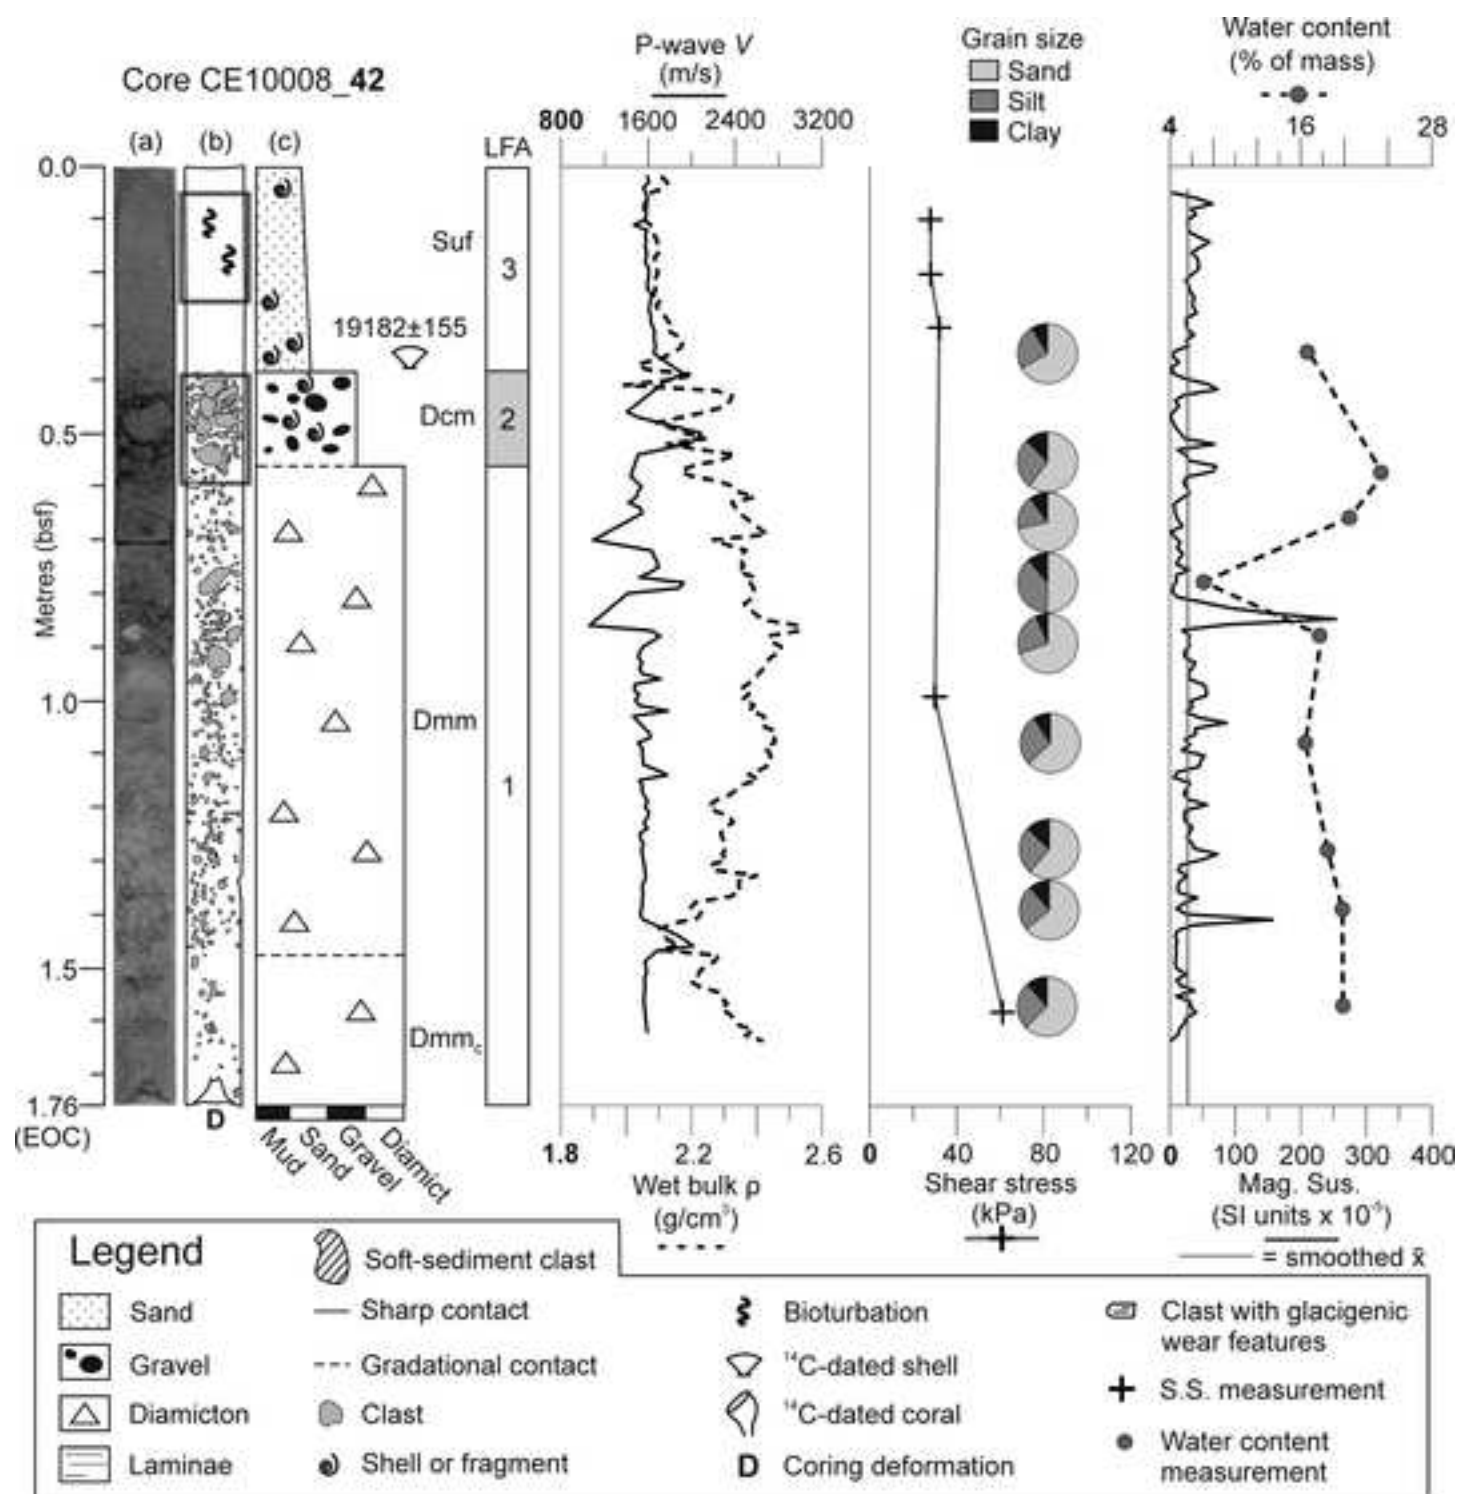 Core CE10008_42
P-wave V
(m/s)
800 1600 2400 3200
Grain size
Sand
Silt
Clay
Water content
(% of mass)
4 16 28
(a) (b) (c) LFA
0.0
0.5
1.0
1.5
1.76
(EOC)
Metres (bsf)
Suf
3
19182±155
Dcm
2
Dmm
1
Dmmc
D
Mud Sand Gravel Diamict
1.8 2.2 2.6
Wet bulk ρ
(g/cm³)
0 40 80 120
Shear stress
(kPa)
0 100 200 300 400
Mag. Sus.
(SI units x 10⁻⁵)
= smoothed x̄
Legend
Sand
Gravel
Diamicton
Laminae
Soft-sediment clast
Sharp contact
Gradational contact
Clast
Shell or fragment
Bioturbation
¹⁴C-dated shell
¹⁴C-dated coral
D Coring deformation
Clast with glacigenic
wear features
S.S. measurement
Water content
measurement